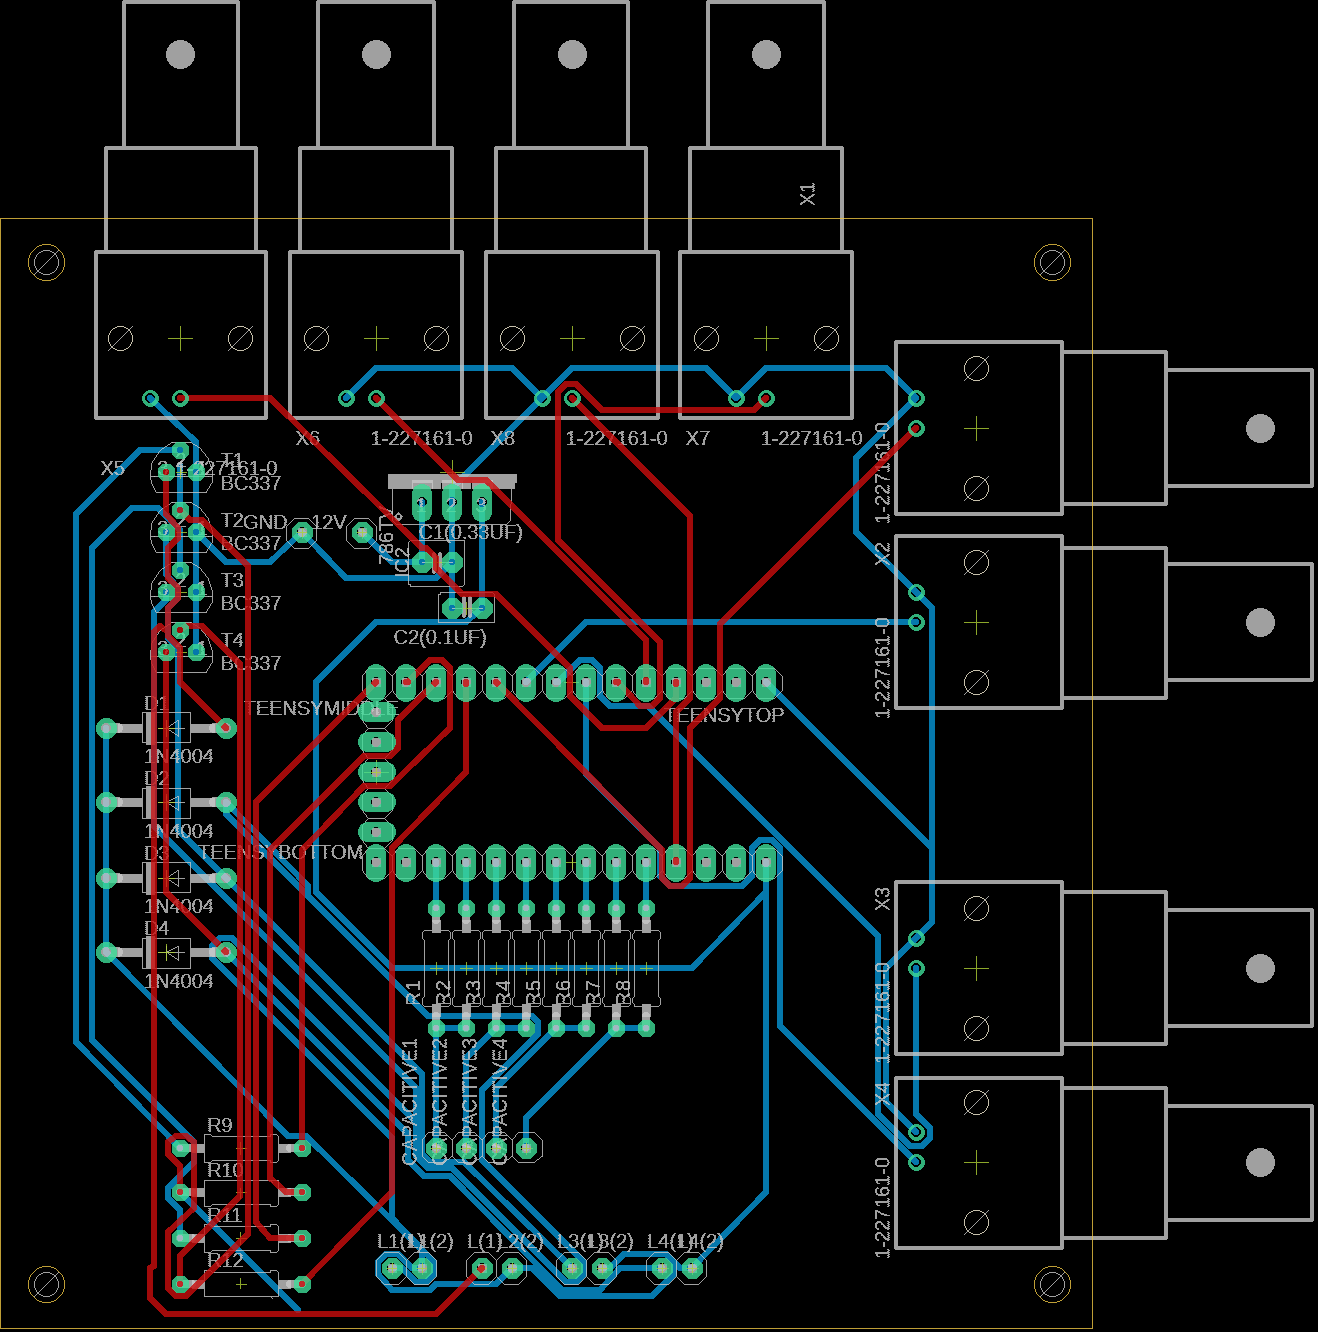 X1
X6
1-227161-0
X8
1-227161-0
X7
1-227161-0
X5
1-227161-0
T1
BC337
T2
GND
12V
BC337
T3
BC337
T4
BC337
1
2
3
C1(0.33UF)
IC2
C2(0.1UF)
1-227161-0
X2
1-227161-0
TEENSYMIDDLE
TEENSYTOP
D1
1N4004
D2
1N4004
TEENSYBOTTOM
D3
1N4004
D4
1N4004
X3
1-227161-0
X4
1-227161-0
R1
R2
R3
R4
R5
R6
R7
R8
CAPACITIVE1
CAPACITIVE2
CAPACITIVE3
CAPACITIVE4
R9
R10
R11
R12
L1(1)
L1(2)
L(1)
L2(2)
L3(1)
L3(2)
L4(1)
L4(2)